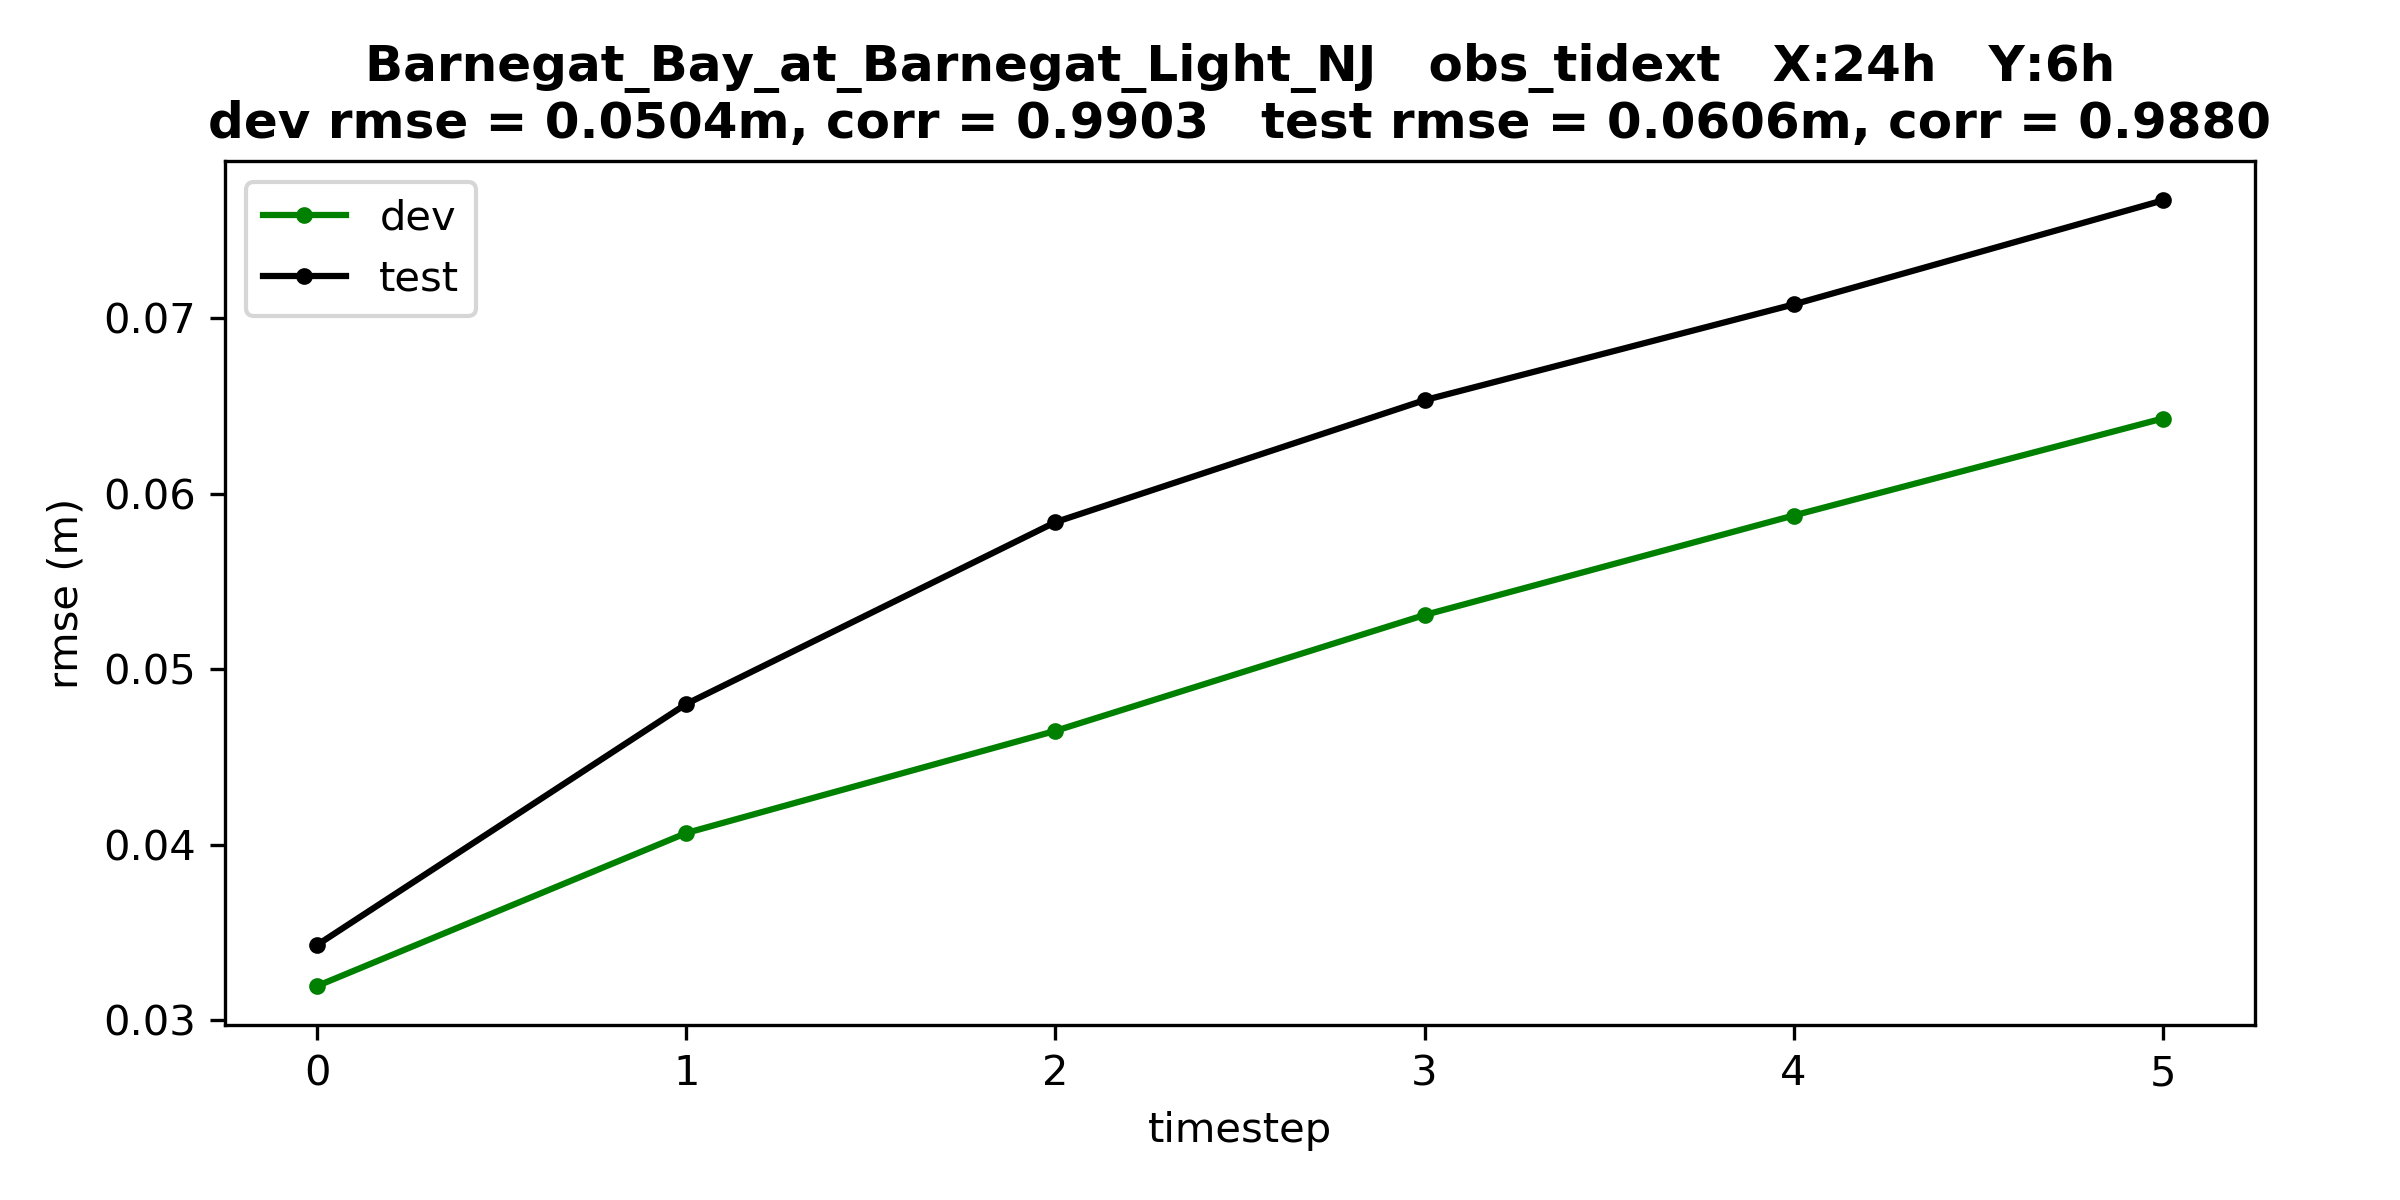 Barnegat_Bay_at_Barnegat_Light_NJ   obs_tidext   X:24h   Y:6h
dev rmse = 0.0504m, corr = 0.9903   test rmse = 0.0606m, corr = 0.9880
dev
test
0.07
0.06
0.05
0.04
0.03
rmse (m)
0 1 2 3 4 5
timestep